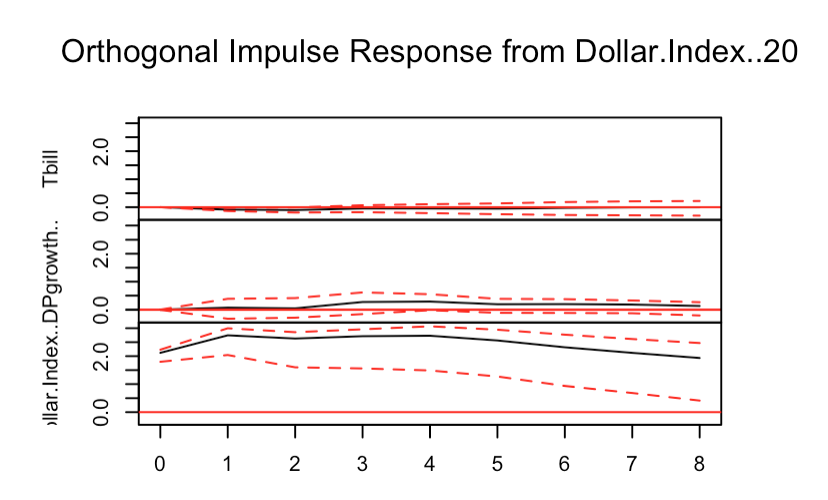 Orthogonal Impulse Response from Dollar.Index..20
Tbill
2.0
0.0
DPgrowth..
2.0
0.0
llar.Index..
2.0
0.0
0 1 2 3 4 5 6 7 8